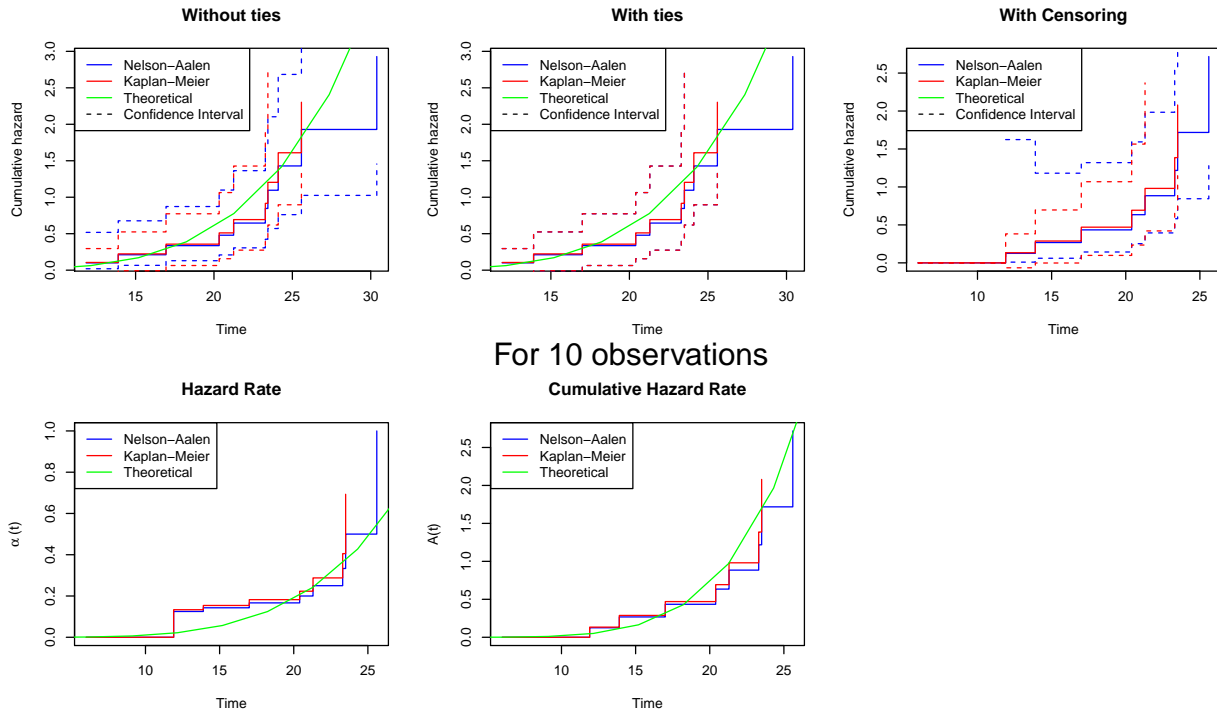 Without ties
Cumulative hazard
0.0 0.5 1.0 1.5 2.0 2.5 3.0
Nelson−Aalen
Kaplan−Meier
Theoretical
Confidence Interval
15 20 25 30
Time
With ties
Cumulative hazard
0.0 0.5 1.0 1.5 2.0 2.5 3.0
Nelson−Aalen
Kaplan−Meier
Theoretical
Confidence Interval
15 20 25 30
Time
With Censoring
Cumulative hazard
0.0 0.5 1.0 1.5 2.0 2.5
Nelson−Aalen
Kaplan−Meier
Theoretical
Confidence Interval
10 15 20 25
Time
For 10 observations
Hazard Rate
α (t)
0.0 0.2 0.4 0.6 0.8 1.0
Nelson−Aalen
Kaplan−Meier
Theoretical
10 15 20 25
Time
Cumulative Hazard Rate
A(t)
0.0 0.5 1.0 1.5 2.0 2.5
Nelson−Aalen
Kaplan−Meier
Theoretical
10 15 20 25
Time